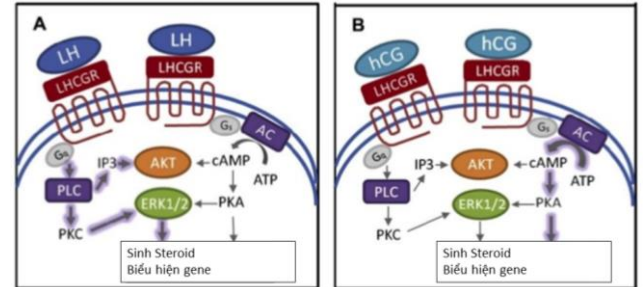 A
LH
LH
LHCGR
LHCGR
Gq
Gs
AC
IP3
AKT
cAMP
ATP
PLC
ERK1/2
PKA
PKC
Sinh Steroid
Biểu hiện gene
B
hCG
hCG
LHCGR
LHCGR
Gq
Gs
AC
IP3
AKT
cAMP
ATP
PLC
ERK1/2
PKA
PKC
Sinh Steroid
Biểu hiện gene